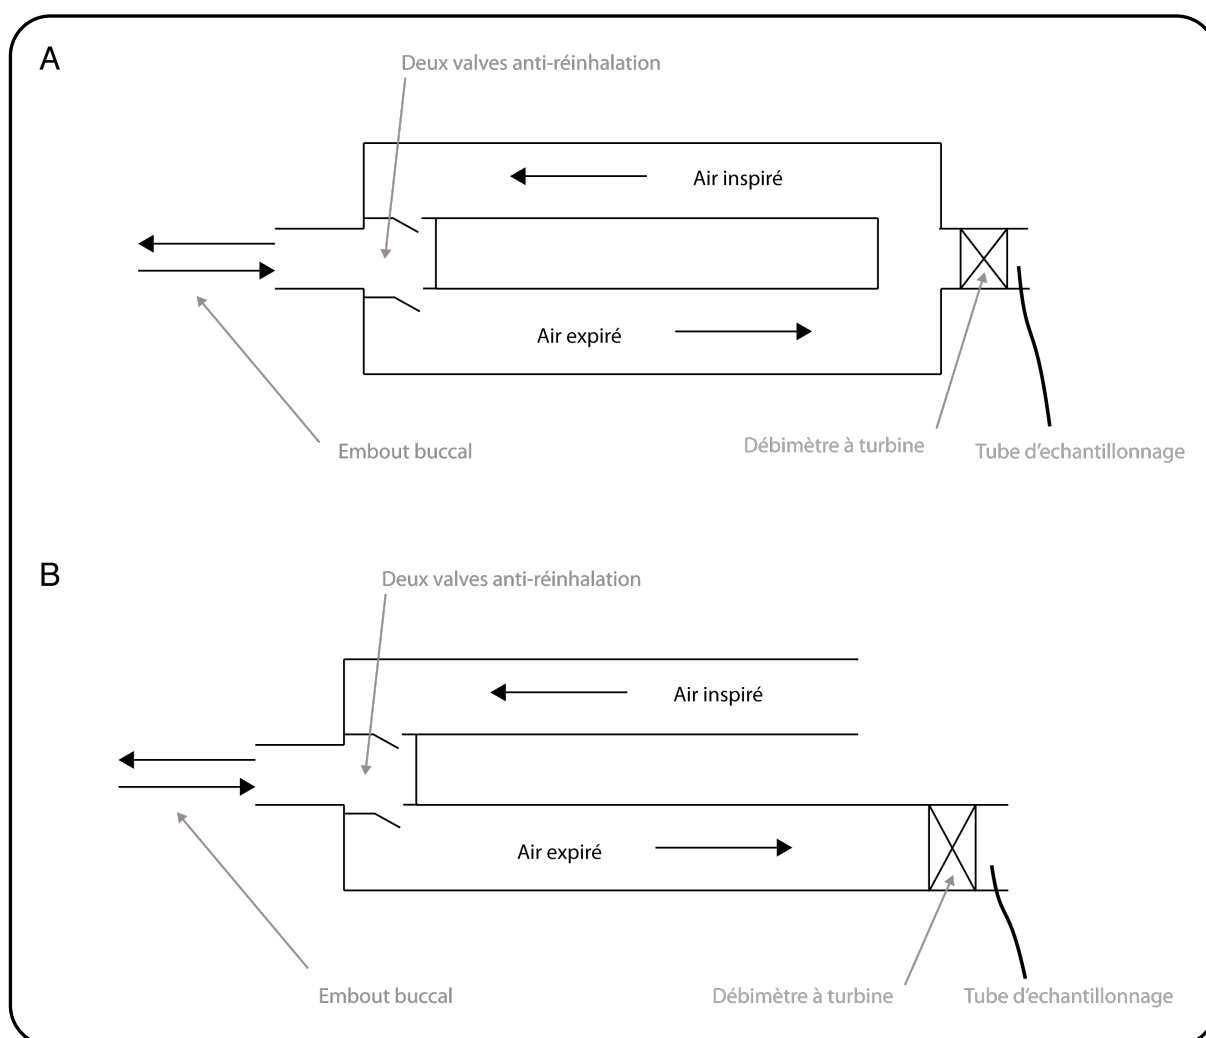 A
Deux valves anti-réinhalation
Air inspiré
Air expiré
Embout buccal
Débimètre à turbine
Tube d'echantillonnage
B
Deux valves anti-réinhalation
Air inspiré
Air expiré
Embout buccal
Débimètre à turbine
Tube d'echantillonnage